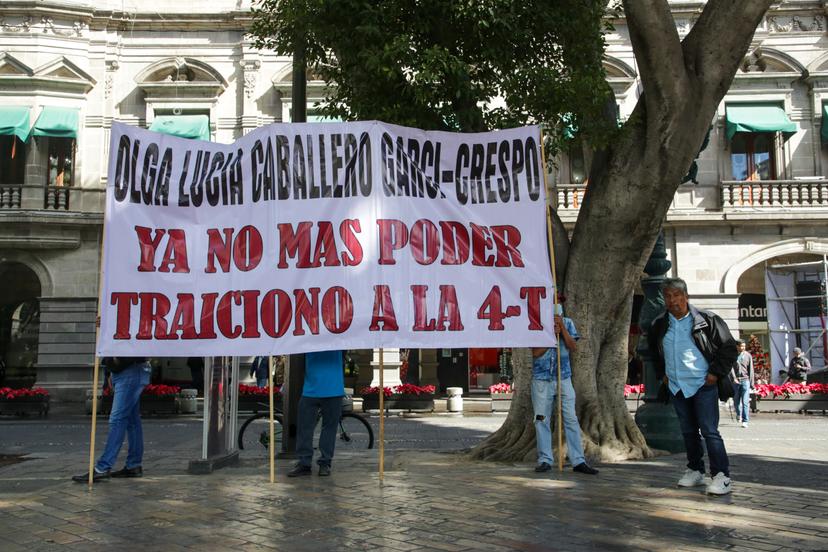 OLGA LUCIA CABALLERO GARCI-CRESPO
YA NO MAS PODER
TRAICIONO A LA 4-T